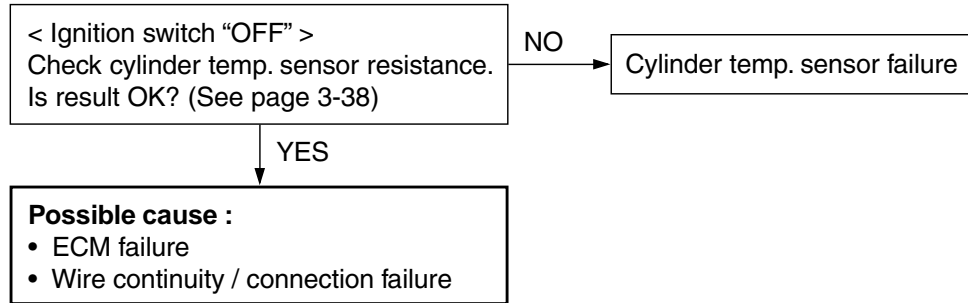 < Ignition switch “OFF” >
Check cylinder temp. sensor resistance.
Is result OK? (See page 3-38)
NO
Cylinder temp. sensor failure
YES
Possible cause :
• ECM failure
• Wire continuity / connection failure